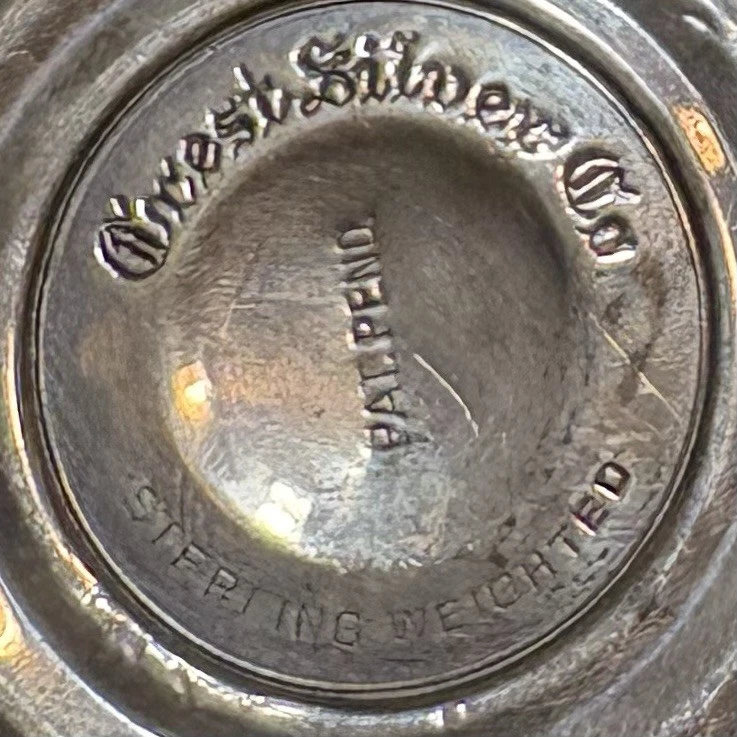 Crest Silver Co
PAT. PEND.
STERLING WEIGHTED